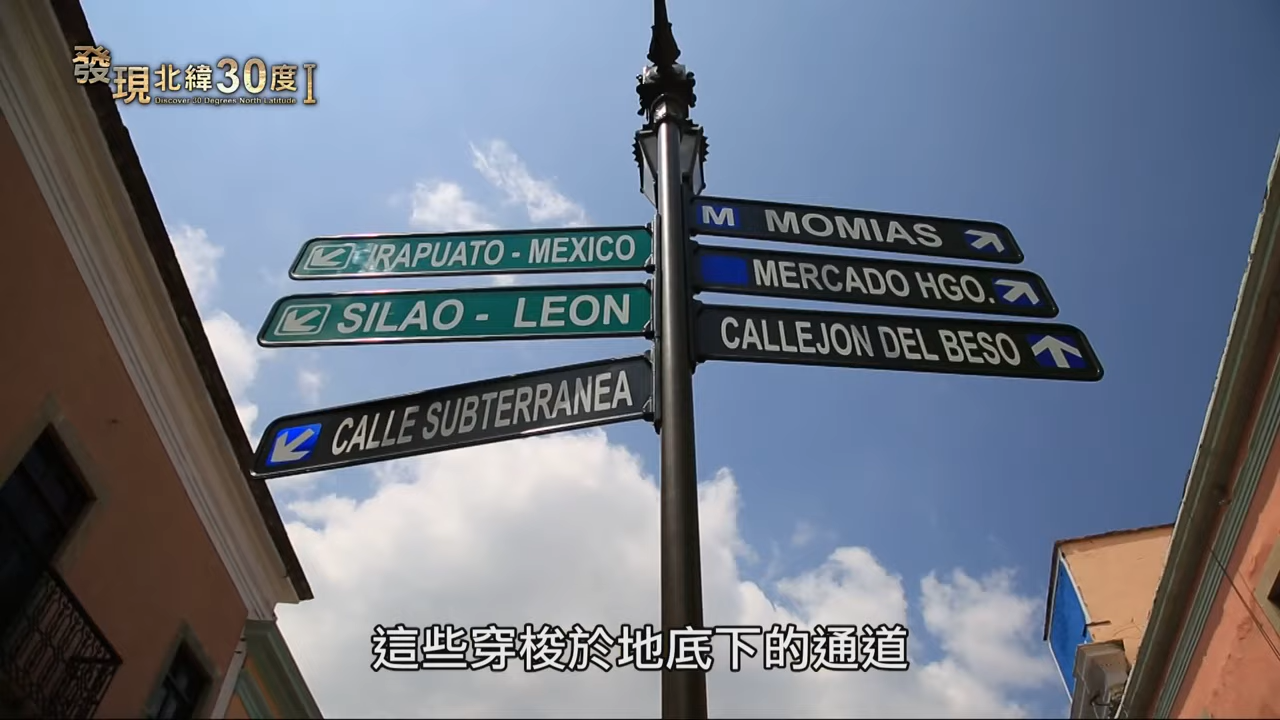 發現北緯30度I
Discover 30 Degrees North Latitude
IRAPUATO - MEXICO
SILAO - LEON
CALLE SUBTERRANEA
M MOMIAS
MERCADO HGO.
CALLEJON DEL BESO
這些穿梭於地底下的通道